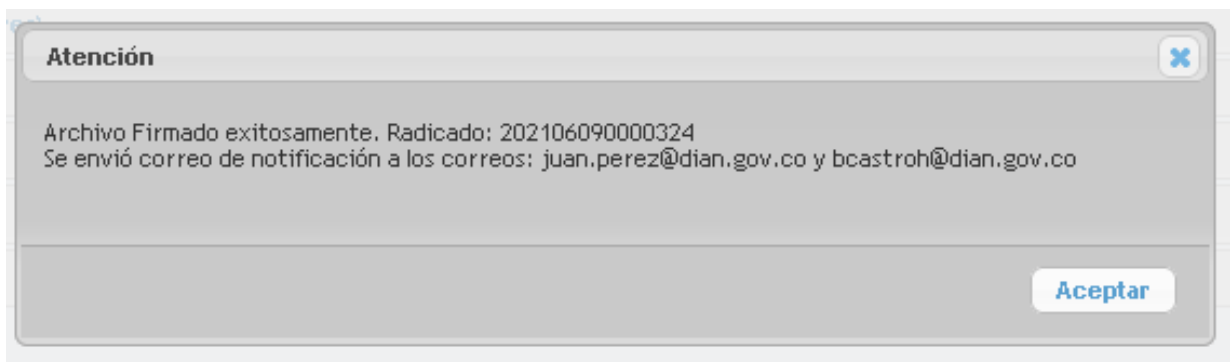 Atención
Archivo Firmado exitosamente. Radicado: 202106090000324
Se envió correo de notificación a los correos: juan.perez@dian.gov.co y bcastroh@dian.gov.co
Aceptar